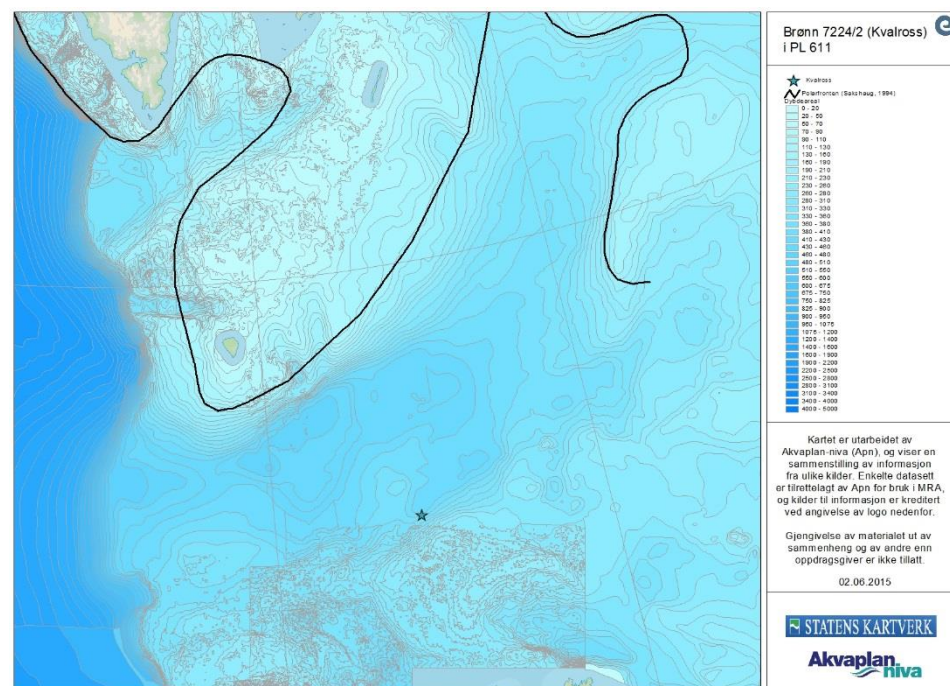 Brønn 7224/2 (Kvalross)
i PL 611
Kvalross
Polarfronten (Sakshaug, 1994)
Dybdeareal
0 - 20
20 - 50
50 - 70
70 - 90
90 - 110
110 - 130
130 - 160
160 - 190
190 - 210
210 - 230
230 - 260
260 - 280
280 - 310
310 - 330
330 - 360
360 - 380
380 - 410
410 - 430
430 - 460
460 - 480
480 - 510
510 - 550
550 - 600
600 - 675
675 - 750
750 - 825
825 - 900
900 - 960
960 - 1075
1075 - 1200
1200 - 1400
1400 - 1600
1600 - 1900
1900 - 2200
2200 - 2500
2500 - 2800
2800 - 3100
3100 - 3400
3400 - 4000
4000 - 5000
Kartet er utarbeidet av
Akvaplan-niva (Apn), og viser en
sammenstilling av informasjon
fra ulike kilder. Enkelte datasett
er tilrettelagt av Apn for bruk i MRA,
og kilder til informasjon er kreditert
ved angivelse av logo nedenfor.
Gjengivelse av materialet ut av
sammenheng og av andre enn
oppdragsgiver er ikke tillatt.
02.06.2015
STATENS KARTVERK
Akvaplan
niva